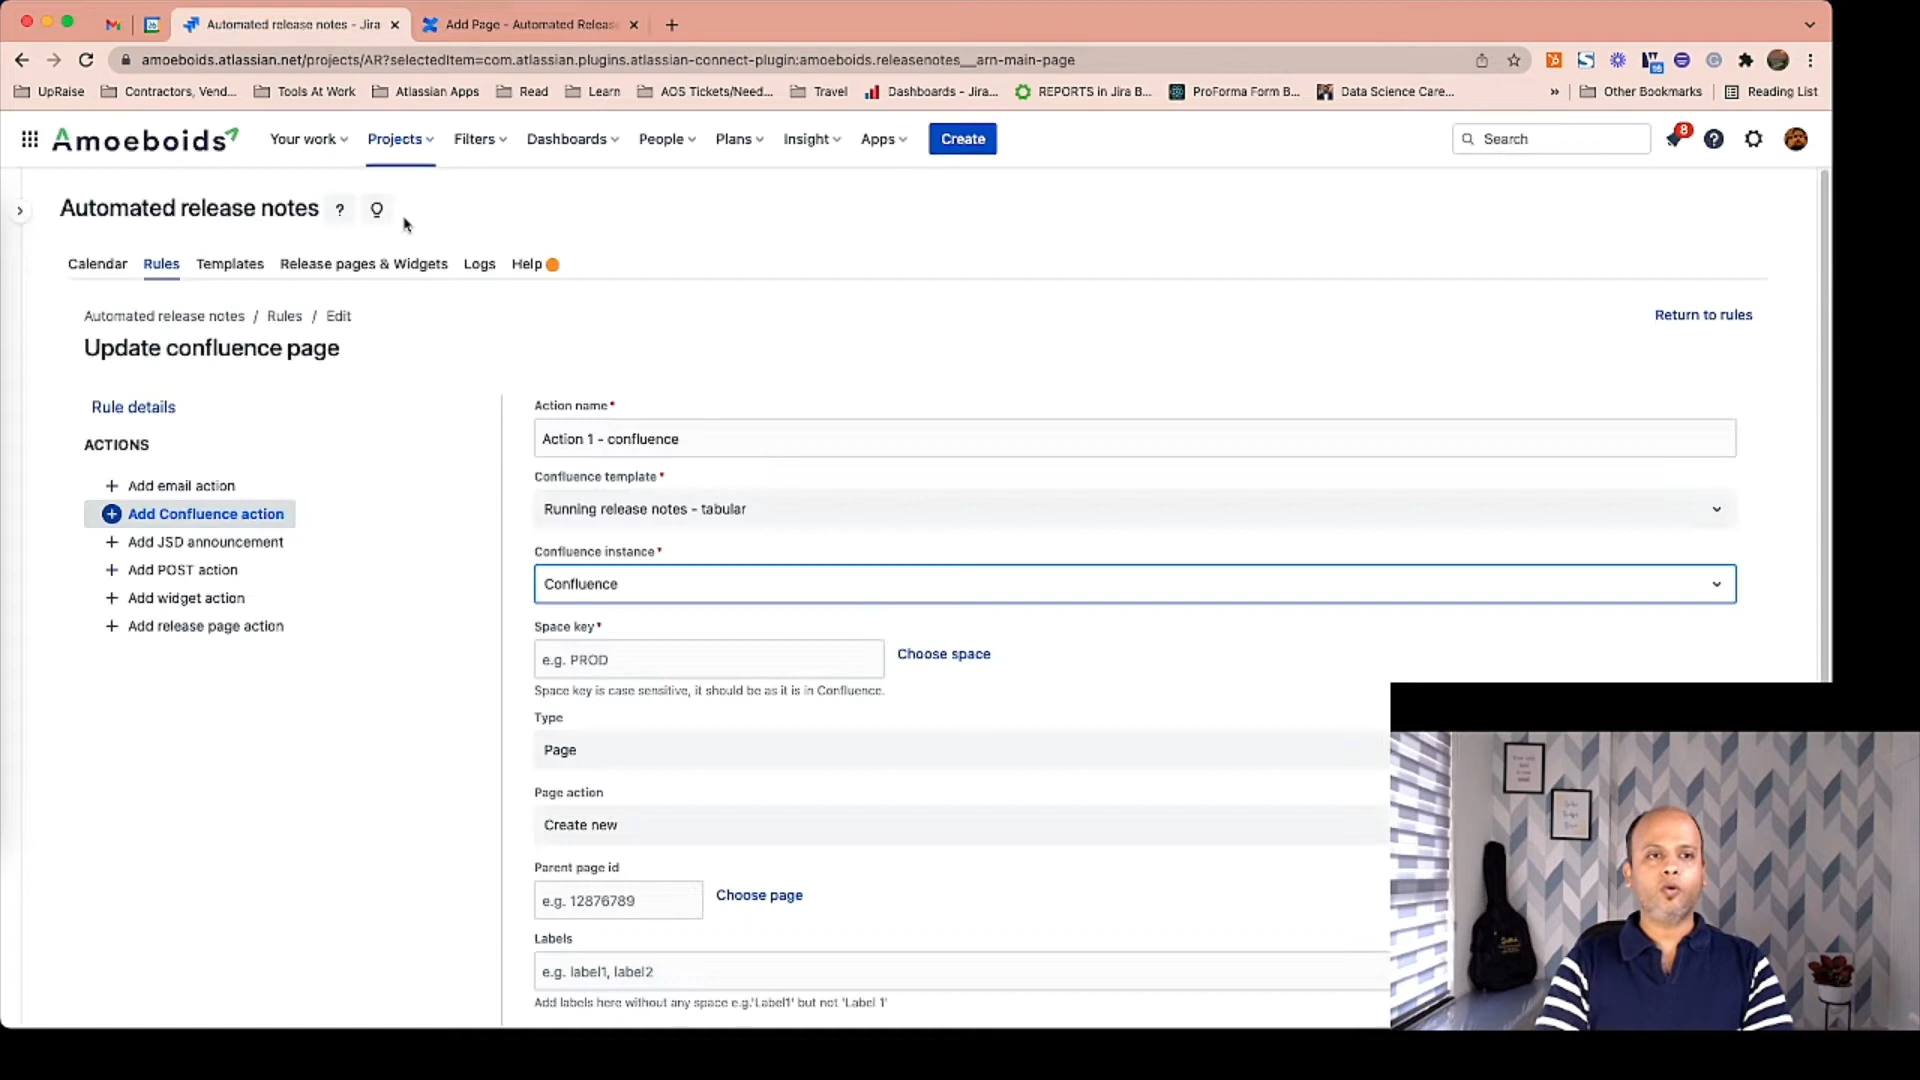 Automated release notes - Jira
Add Page - Automated Releas
amoeboids.atlassian.net/projects/AR?selectedItem=com.atlassian.plugins.atlassian-connect-plugin:amoeboids.releasenotes__arn-main-page
UpRaise
Contractors, Vend...
Tools At Work
Atlassian Apps
Read
Learn
AOS Tickets/Need...
Travel
Dashboards - Jira...
REPORTS in Jira B...
ProForma Form B...
Data Science Care...
»
Other Bookmarks
Reading List
Amoeboids
Your work
Projects
Filters
Dashboards
People
Plans
Insight
Apps
Create
Search
8
Automated release notes
?
Calendar
Rules
Templates
Release pages & Widgets
Logs
Help
Automated release notes / Rules / Edit
Return to rules
Update confluence page
Rule details
ACTIONS
+ Add email action
+ Add Confluence action
+ Add JSD announcement
+ Add POST action
+ Add widget action
+ Add release page action
Action name*
Action 1 - confluence
Confluence template*
Running release notes - tabular
Confluence instance*
Confluence
Space key*
e.g. PROD
Choose space
Space key is case sensitive, it should be as it is in Confluence.
Type
Page
Page action
Create new
Parent page id
e.g. 12876789
Choose page
Labels
e.g. label1, label2
Add labels here without any space e.g.'Label1' but not 'Label 1'